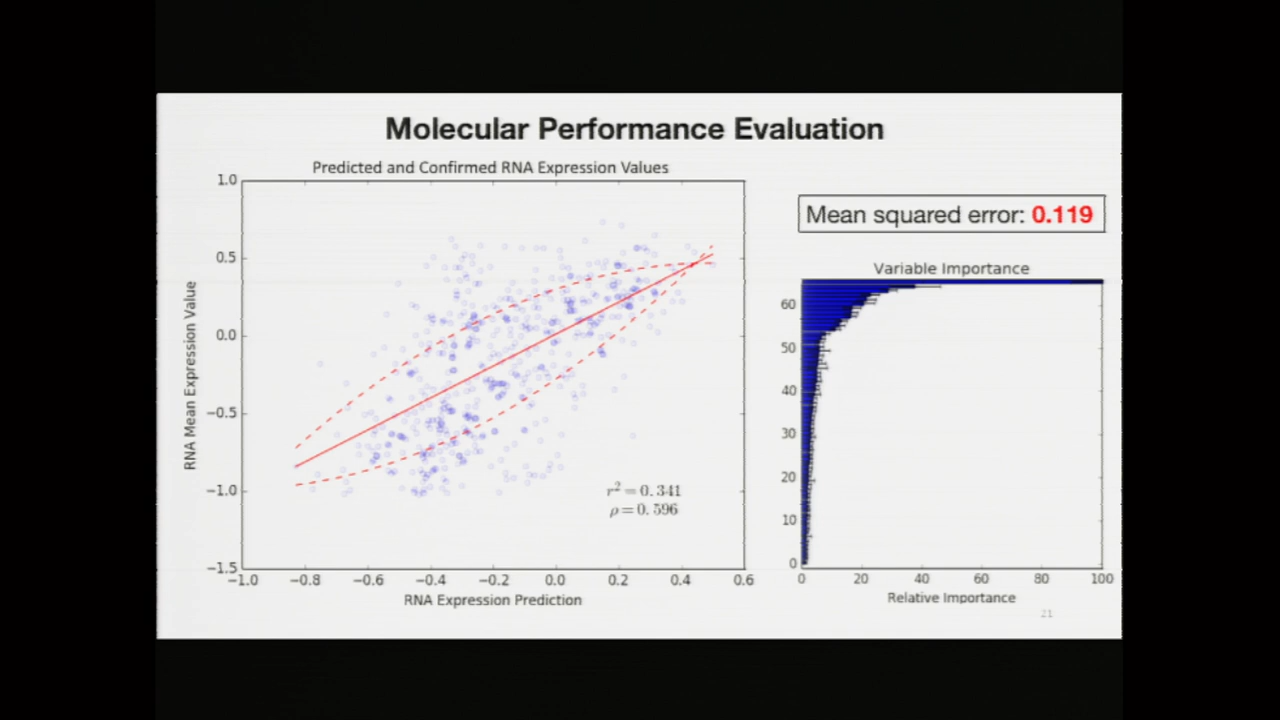 Molecular Performance Evaluation
Predicted and Confirmed RNA Expression Values
1.0
0.5
0.0
−0.5
−1.0
−1.5
RNA Mean Expression Value
r² = 0.341
ρ = 0.596
−1.0 −0.8 −0.6 −0.4 −0.2 0.0 0.2 0.4 0.6
RNA Expression Prediction
Mean squared error: 0.119
Variable Importance
60
50
40
30
20
10
0
0 20 40 60 80 100
Relative Importance
21